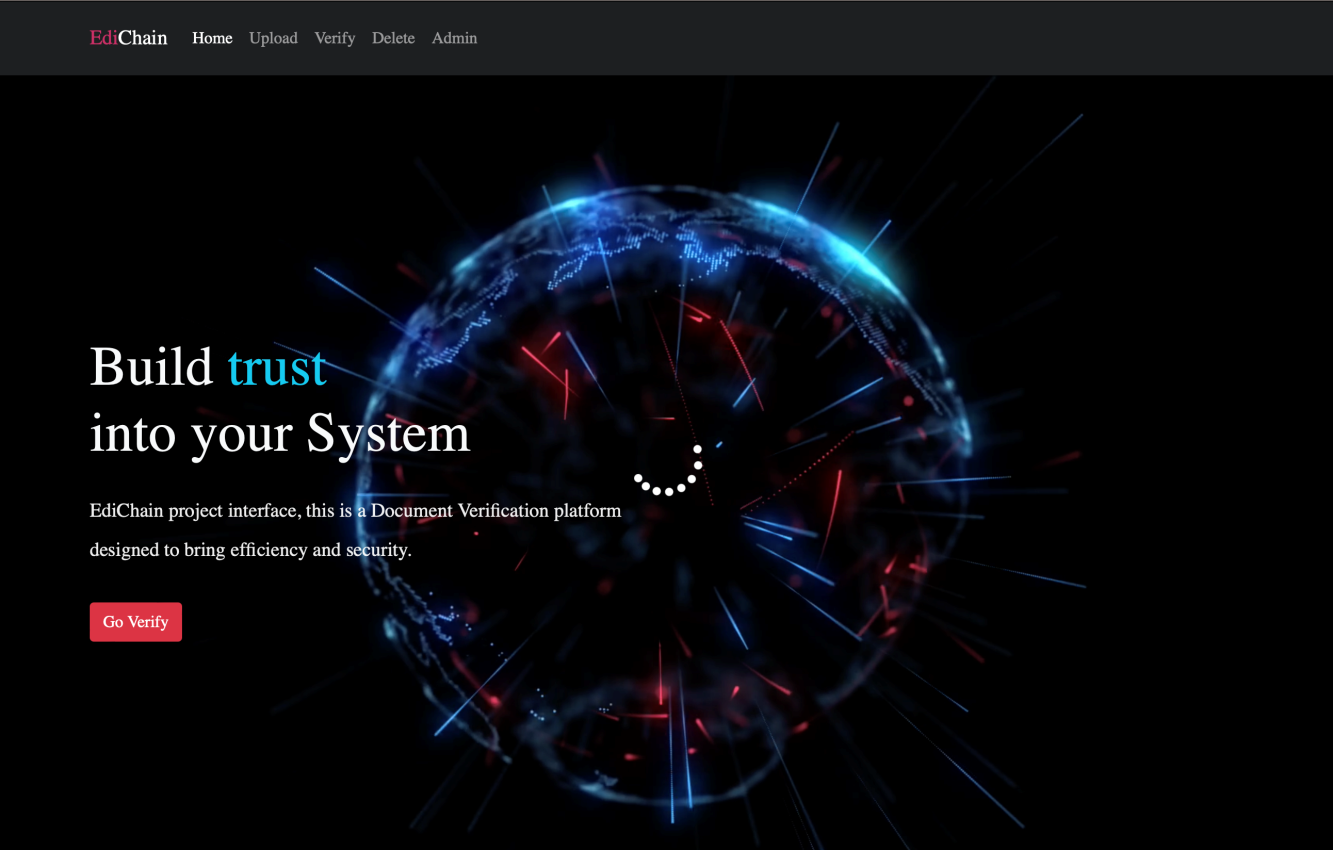 EdiChain Home Upload Verify Delete Admin
Build trust
into your System
EdiChain project interface, this is a Document Verification platform
designed to bring efficiency and security.
Go Verify